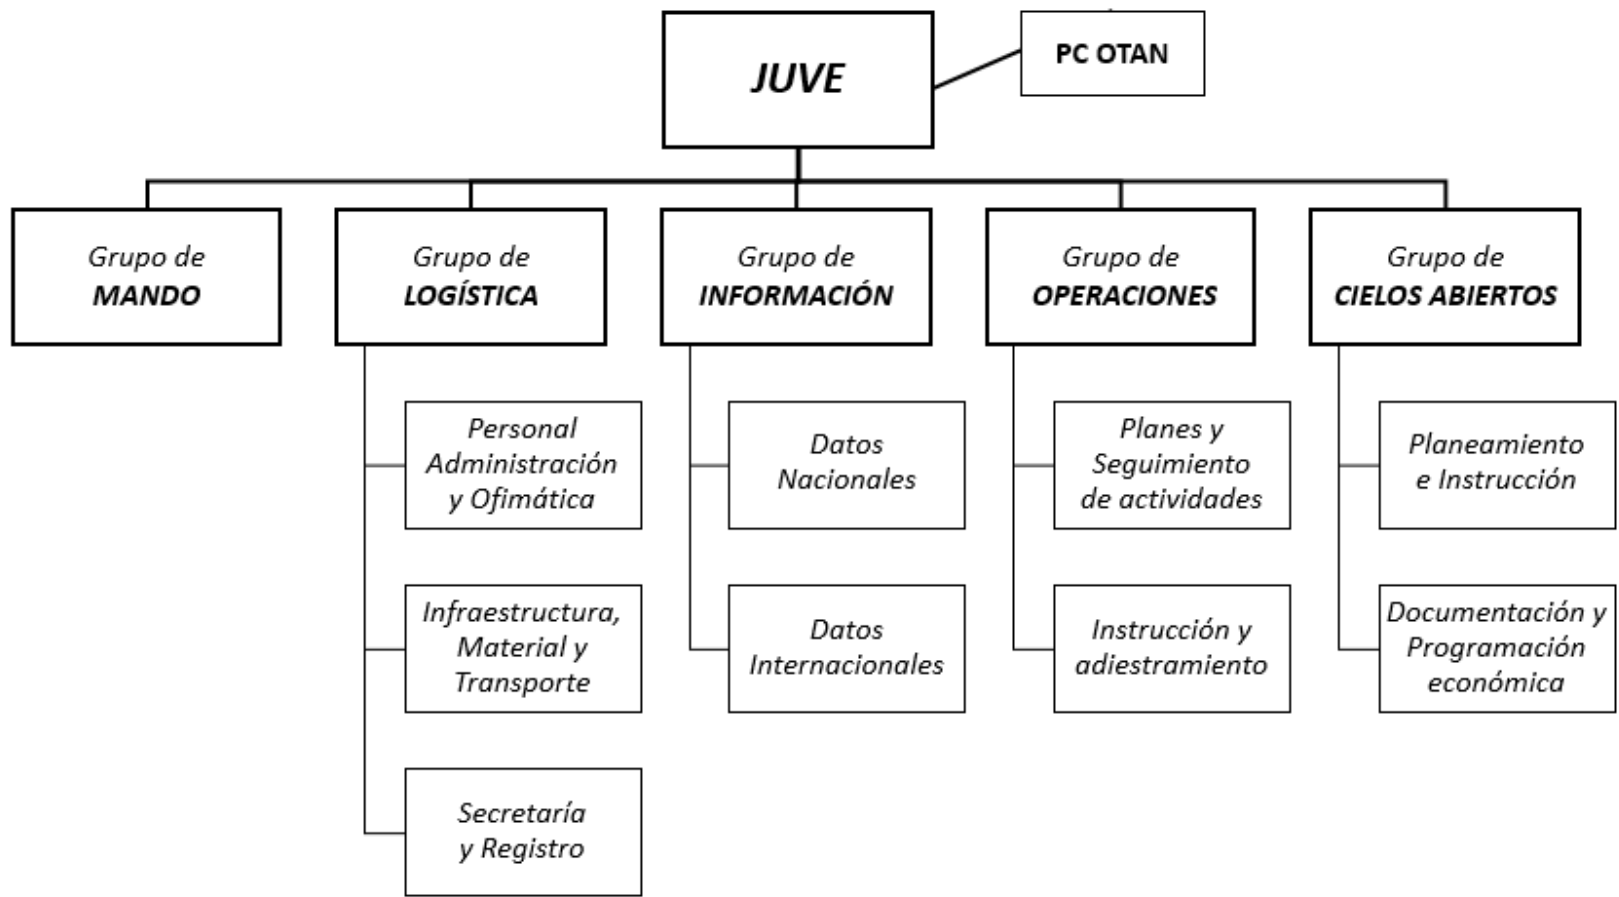 JUVE
PC OTAN
Grupo de
MANDO
Grupo de
LOGÍSTICA
Grupo de
INFORMACIÓN
Grupo de
OPERACIONES
Grupo de
CIELOS ABIERTOS
Personal
Administración
y Ofimática
Infraestructura,
Material y
Transporte
Secretaría
y Registro
Datos
Nacionales
Datos
Internacionales
Planes y
Seguimiento
de actividades
Instrucción y
adiestramiento
Planeamiento
e Instrucción
Documentación y
Programación
económica